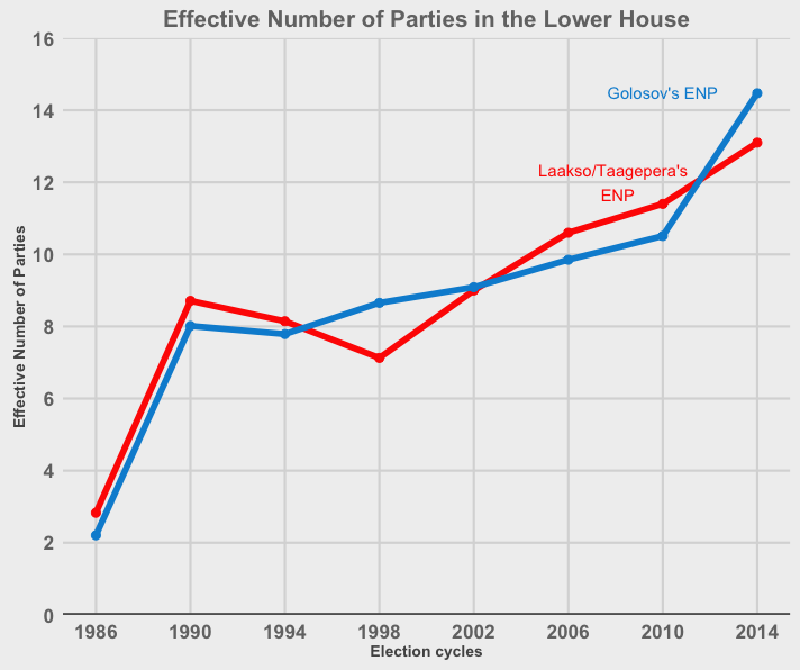 Effective Number of Parties in the Lower House
16
14
12
10
8
6
4
2
0
Effective Number of Parties
Golosov's ENP
Laakso/Taagepera's
ENP
1986 1990 1994 1998 2002 2006 2010 2014
Election cycles